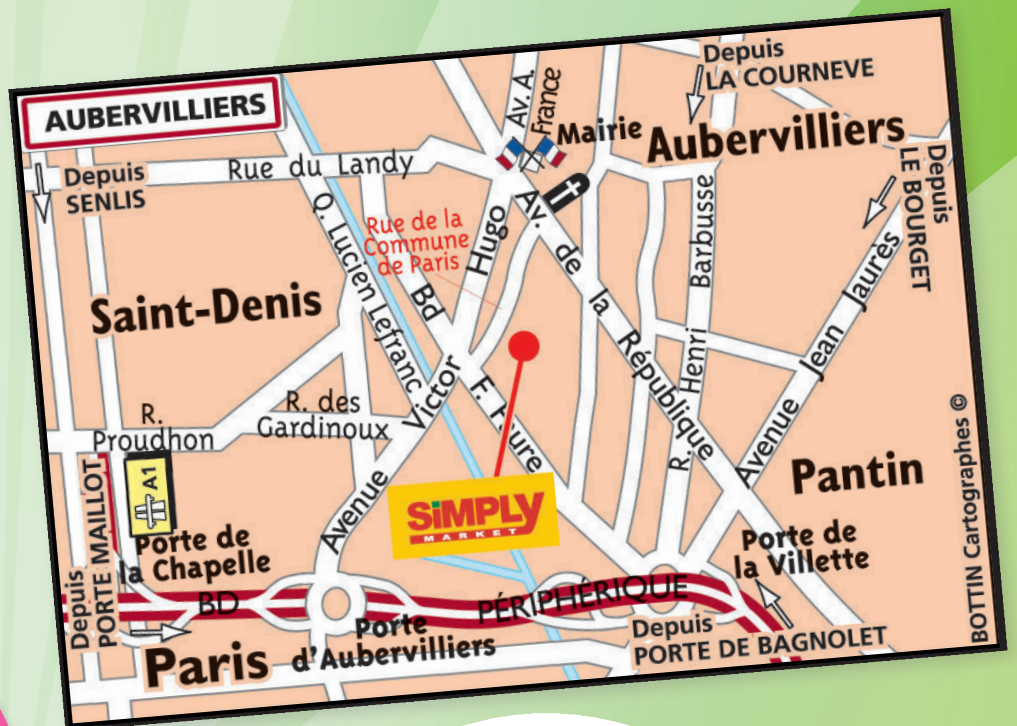 AUBERVILLIERS
Depuis
SENLIS
Rue du Landy
Av. A.
France
Mairie
Depuis
LA COURNEVE
Aubervilliers
Depuis
LE BOURGET
Q. Lucien Lefranc
Rue de la
Commune
de Paris
Avenue Victor Hugo
Bd F. Faure
Av. de la République
R. Henri Barbusse
Avenue Jean Jaurès
Saint-Denis
R.
Proudhon
R. des
Gardinoux
A1
SiMPLY
MARKET
Pantin
Depuis
PORTE MAILLOT
Porte de
la Chapelle
BD PÉRIPHÉRIQUE
Porte
d'Aubervilliers
Porte de
la Villette
Depuis
PORTE DE BAGNOLET
Paris
BOTTIN Cartographes ©